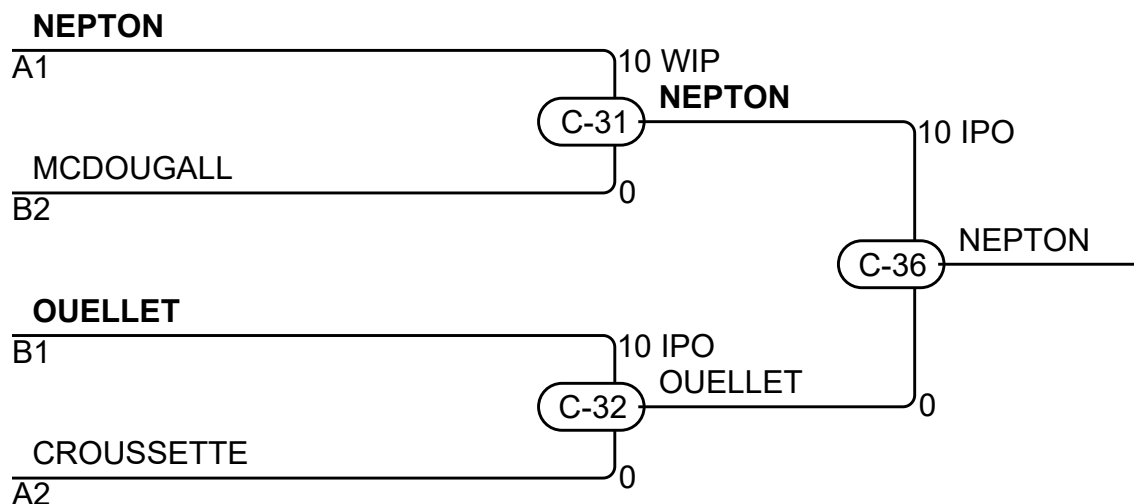 NEPTON
A1
10 WIP
C-31
NEPTON
MCDOUGALL
B2
0
10 IPO
C-36
NEPTON
OUELLET
B1
10 IPO
C-32
OUELLET
0
CROUSSETTE
A2
0